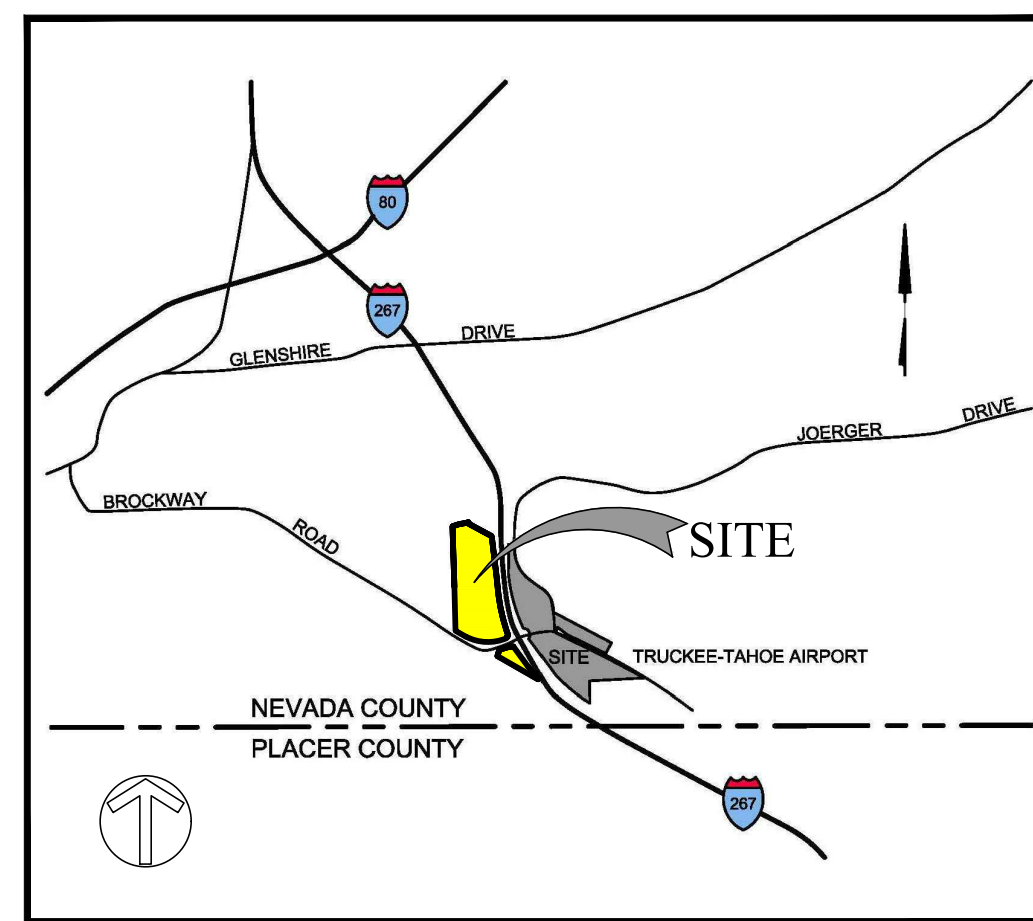 80
267
GLENSHIRE DRIVE
JOERGER DRIVE
BROCKWAY ROAD
SITE
SITE
TRUCKEE-TAHOE AIRPORT
NEVADA COUNTY
PLACER COUNTY
267